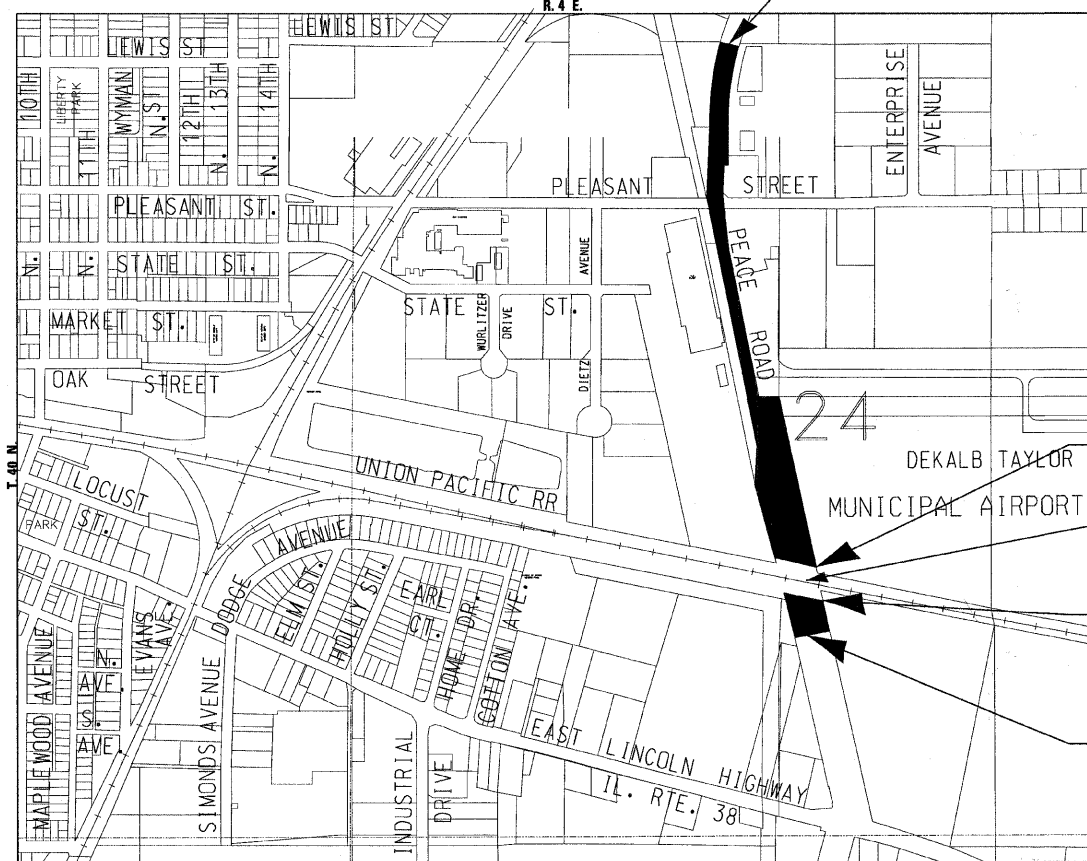 R. 4 E.
LEWIS ST
LEWIS ST
10TH
LIBERTY
PARK
11TH
WYMAN
N. ST
12TH
N. 13TH
N. 14TH
ENTERPRISE
AVENUE
PLEASANT STREET
PLEASANT ST.
N.
N.
STATE ST.
AVENUE
PEACE
ROAD
STATE ST.
WURLITZER
DRIVE
MARKET ST.
DIETZ
OAK STREET
24
T. 40 N.
UNION PACIFIC RR
DEKALB TAYLOR
MUNICIPAL AIRPORT
LOCUST
ST.
PARK
AVENUE
DODGE
ELM ST.
HOLLY ST.
EARL
CT.
HOME DR.
COTTON AVE.
EVANS
AVE.
MAPLEWOOD AVENUE
N.
AVE.
S.
AVE.
SIMONDS AVENUE
INDUSTRIAL
DRIVE
EAST LINCOLN HIGHWAY
IL. RTE. 38